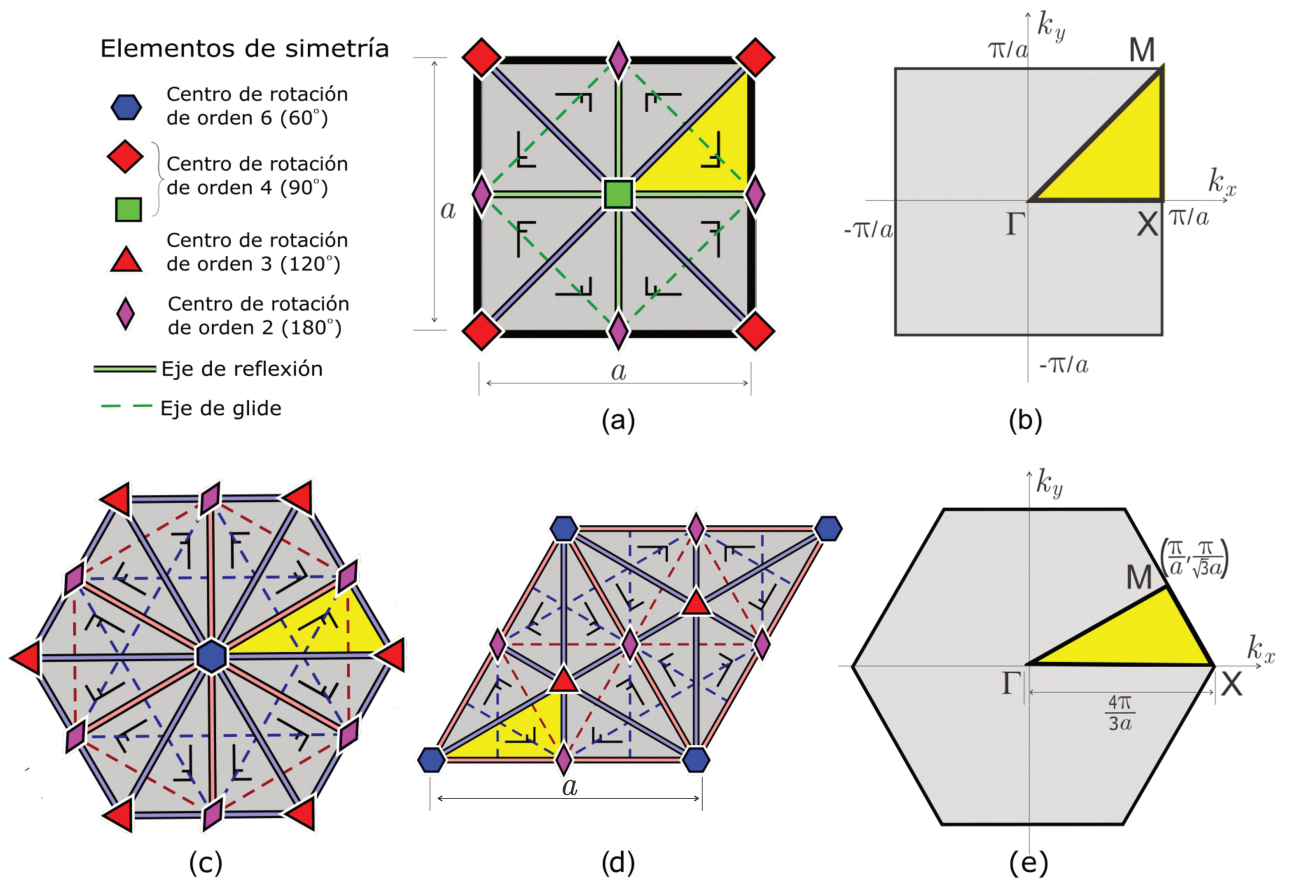 Elementos de simetría
Centro de rotación
de orden 6 (60°)
Centro de rotación
de orden 4 (90°)
Centro de rotación
de orden 3 (120°)
Centro de rotación
de orden 2 (180°)
Eje de reflexión
Eje de glide
a
a
(a)
k_y
π/a
M
k_x
Γ
X
π/a
-π/a
-π/a
(b)
(c)
a
(d)
k_y
(π/a, π/√3a)
M
k_x
Γ
X
4π/3a
(e)